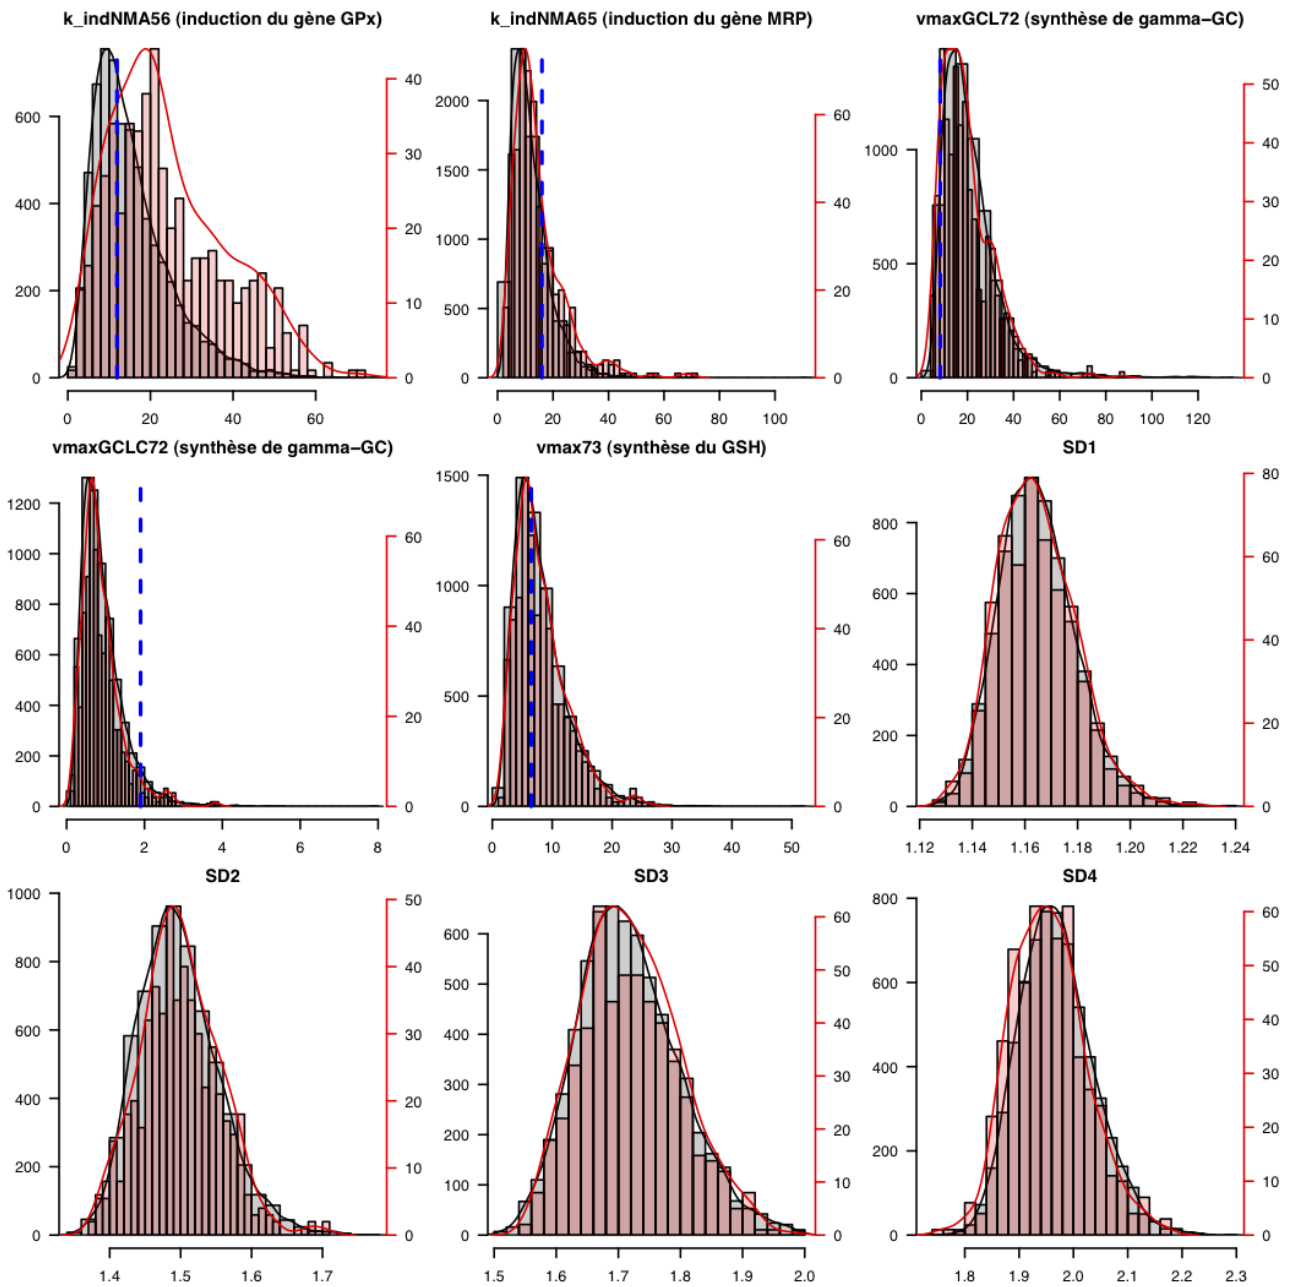 k_indNMA56 (induction du gène GPx)
0 200 400 600
0 10 20 30 40
0 20 40 60
k_indNMA65 (induction du gène MRP)
0 500 1000 1500 2000
0 20 40 60
0 20 40 60 80 100
vmaxGCL72 (synthèse de gamma−GC)
0 500 1000
0 10 20 30 40 50
0 20 40 60 80 100 120
vmaxGCLC72 (synthèse de gamma−GC)
0 200 400 600 800 1000 1200
0 20 40 60
0 2 4 6 8
vmax73 (synthèse du GSH)
0 500 1000 1500
0 20 40 60
0 10 20 30 40 50
SD1
0 200 400 600 800
0 20 40 60 80
1.12 1.14 1.16 1.18 1.20 1.22 1.24
SD2
0 200 400 600 800 1000
0 10 20 30 40 50
1.4 1.5 1.6 1.7
SD3
0 100 200 300 400 500 600
0 10 20 30 40 50 60
1.5 1.6 1.7 1.8 1.9 2.0
SD4
0 200 400 600 800
0 10 20 30 40 50 60
1.8 1.9 2.0 2.1 2.2 2.3